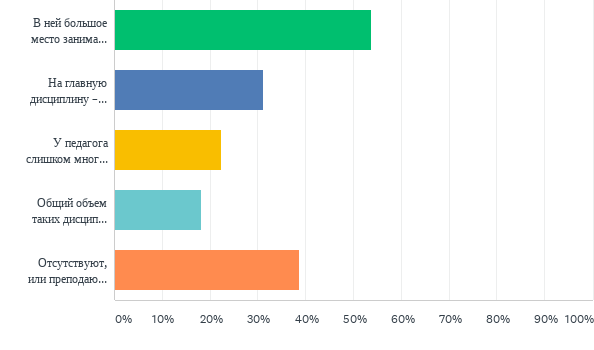 В ней большое
место занима...
На главную
дисциплину –...
У педагога
слишком мног...
Общий объем
таких дисцип...
Отсутствуют,
или преподаю...
0% 10% 20% 30% 40% 50% 60% 70% 80% 90% 100%